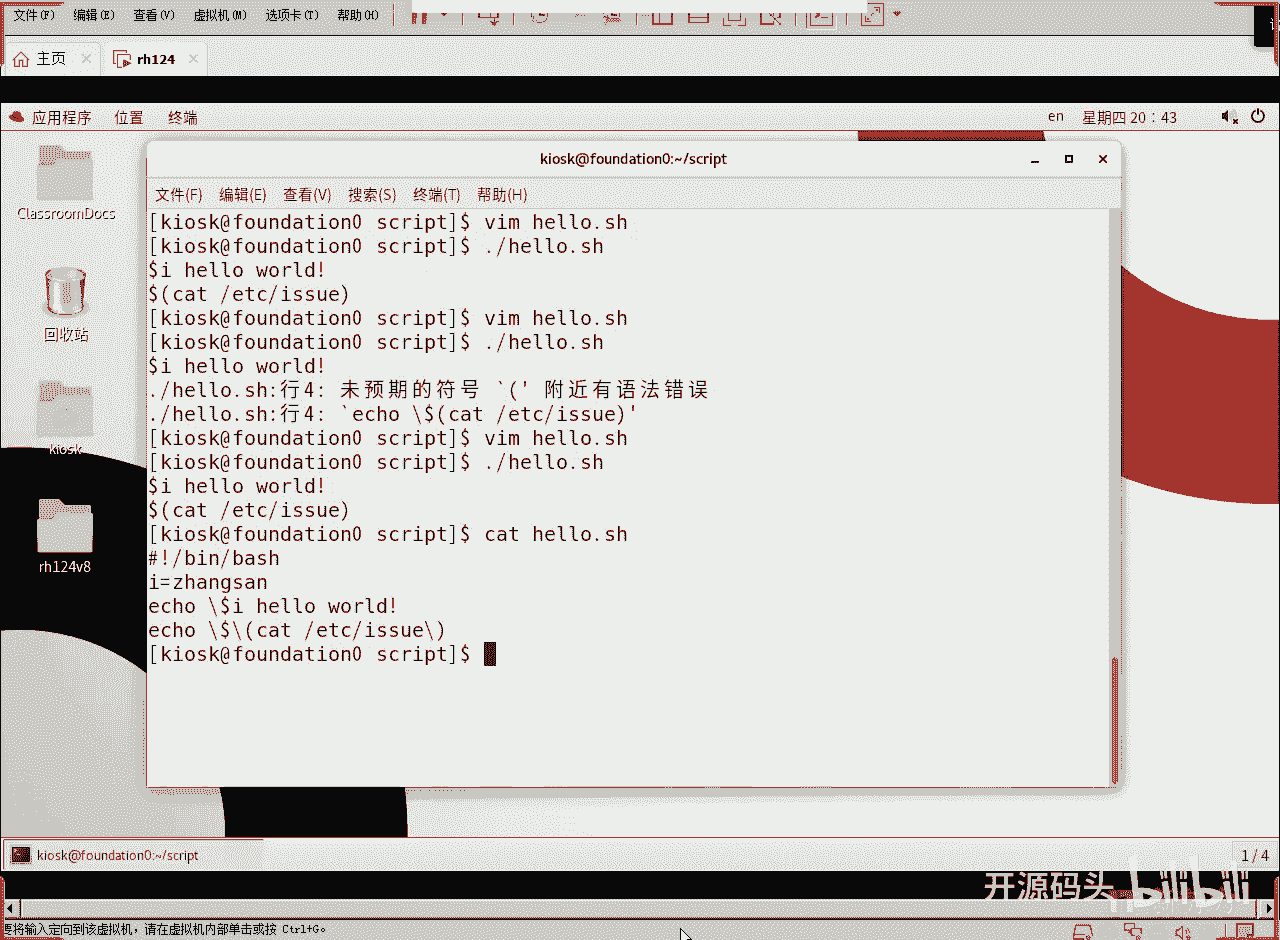 文件(F) 编辑(E) 查看(V) 虚拟机(M) 选项卡(T) 帮助(H)
主页 rh124
应用程序 位置 终端 en 星期四 20：43
kiosk@foundation0:~/script
文件(F) 编辑(E) 查看(V) 搜索(S) 终端(T) 帮助(H)
[kiosk@foundation0 script]$ vim hello.sh
[kiosk@foundation0 script]$ ./hello.sh
$i hello world!
$(cat /etc/issue)
[kiosk@foundation0 script]$ vim hello.sh
[kiosk@foundation0 script]$ ./hello.sh
$i hello world!
./hello.sh:行4: 未预期的符号 `(' 附近有语法错误
./hello.sh:行4: `echo \$(cat /etc/issue)'
[kiosk@foundation0 script]$ vim hello.sh
[kiosk@foundation0 script]$ ./hello.sh
$i hello world!
$(cat /etc/issue)
[kiosk@foundation0 script]$ cat hello.sh
#!/bin/bash
i=zhangsan
echo \$i hello world!
echo \$\(cat /etc/issue\)
[kiosk@foundation0 script]$
ClassroomDocs
回收站
kiosk
rh124v8
kiosk@foundation0:~/script 1 / 4
开源码头 bilibili
要将输入定向到该虚拟机，请在虚拟机内部单击或按 Ctrl+G。